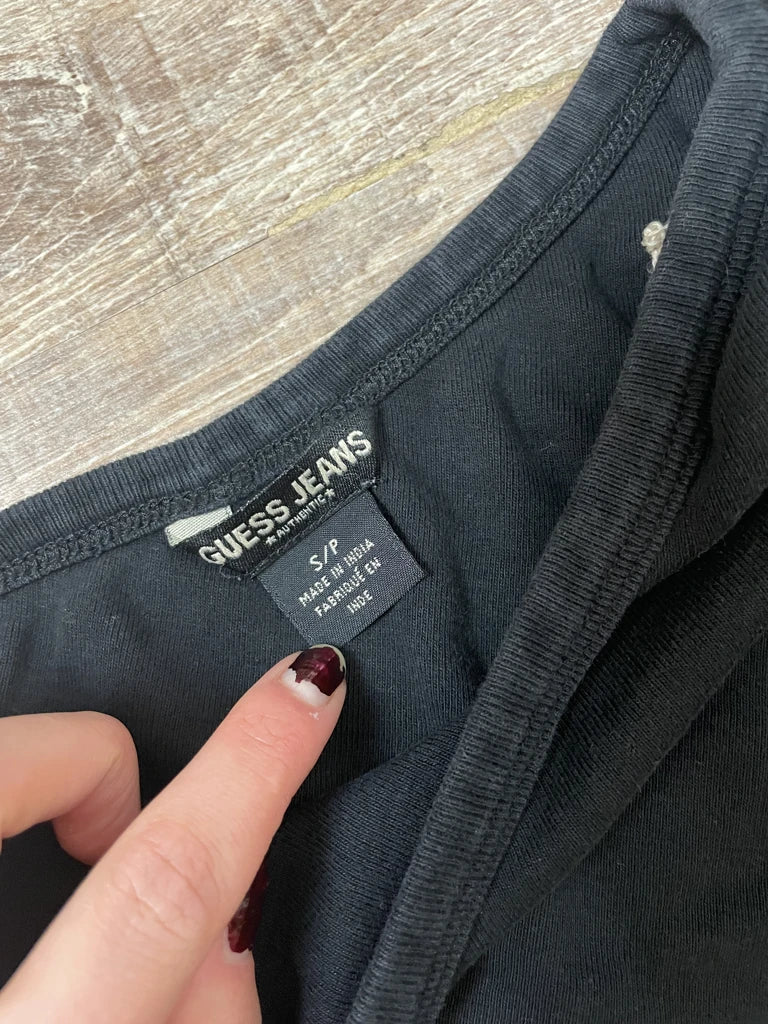 GUESS JEANS
★AUTHENTIC★
S/P
MADE IN INDIA
FABRIQUÉ EN
INDE